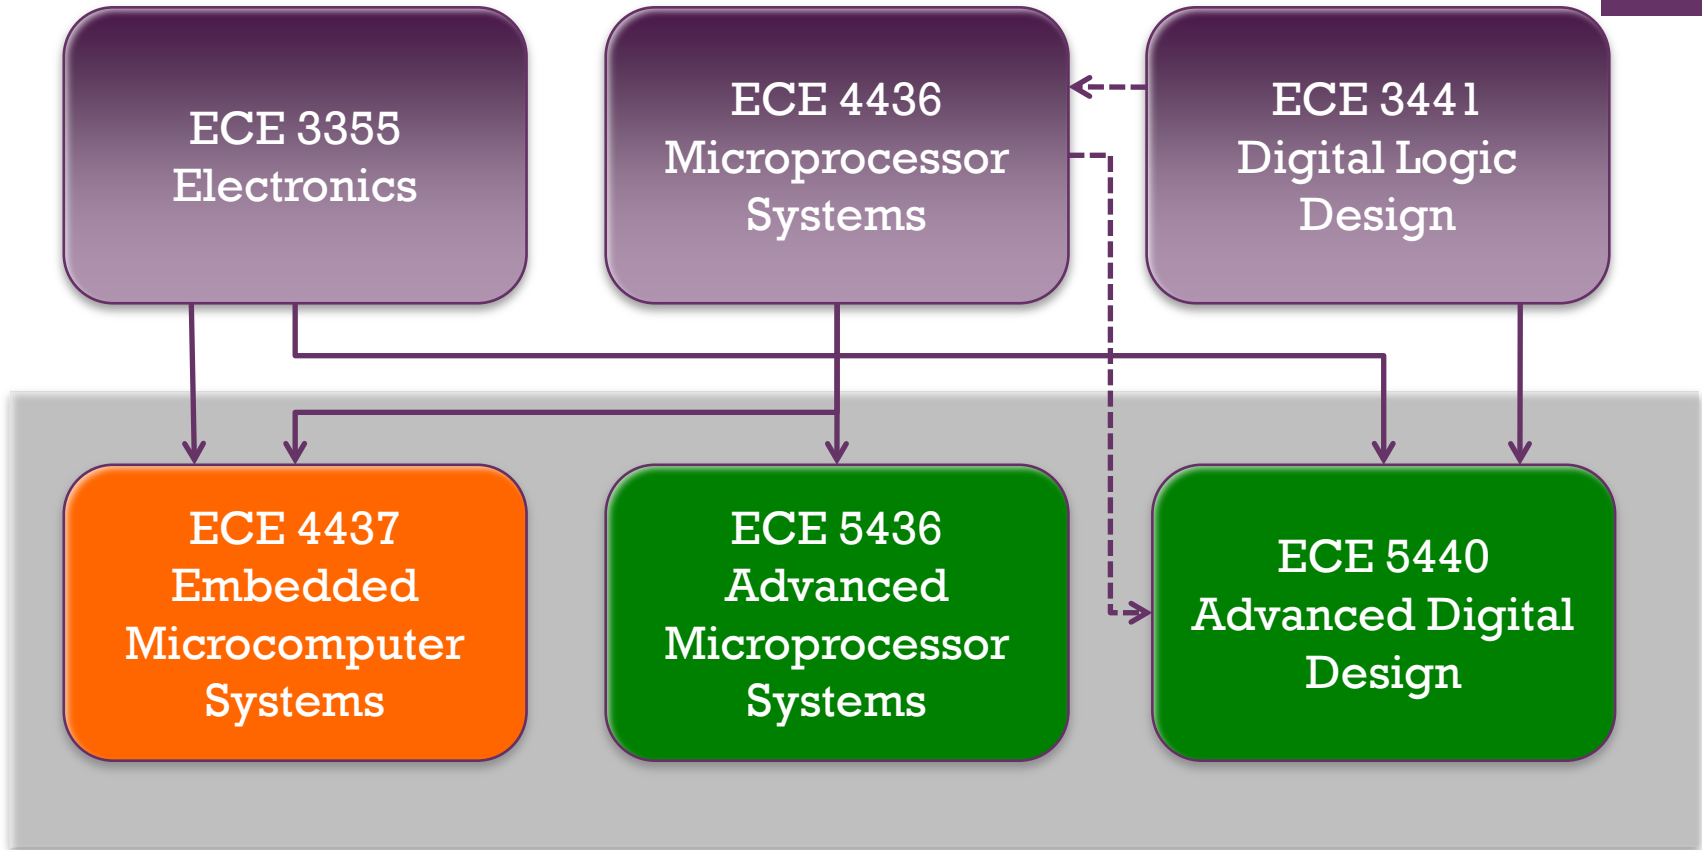 ECE 3355
Electronics
ECE 4436
Microprocessor
Systems
ECE 3441
Digital Logic
Design
ECE 4437
Embedded
Microcomputer
Systems
ECE 5436
Advanced
Microprocessor
Systems
ECE 5440
Advanced Digital
Design